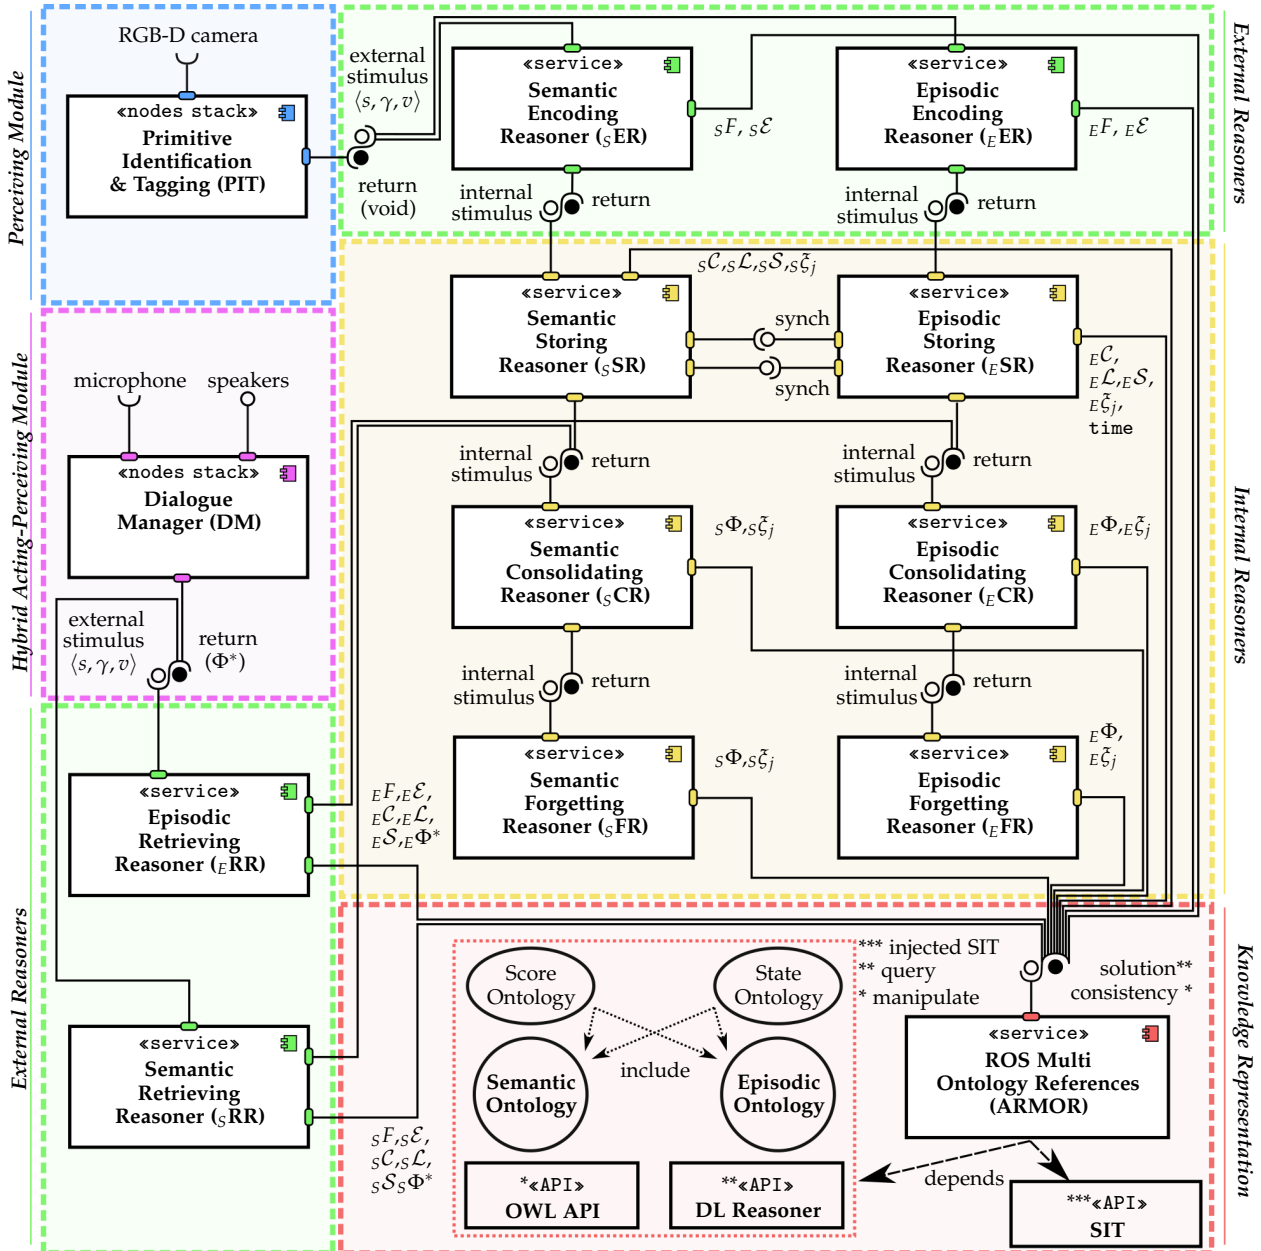 Perceiving Module
RGB-D camera
«nodes stack»
Primitive
Identification
& Tagging (PIT)
external
stimulus
⟨s, γ, v⟩
return
(void)
«service»
Semantic
Encoding
Reasoner (SER)
SF, Sℰ
«service»
Episodic
Encoding
Reasoner (EER)
EF, Eℰ
External Reasoners
internal
stimulus
return
internal
stimulus
return
S𝒞,Sℒ,S𝒮,Sξj
«service»
Semantic
Storing
Reasoner (SSR)
synch
synch
«service»
Episodic
Storing
Reasoner (ESR)
E𝒞,
Eℒ,E𝒮,
Eξj,
time
Hybrid Acting-Perceiving Module
microphone
speakers
«nodes stack»
Dialogue
Manager (DM)
external
stimulus
⟨s, γ, v⟩
return
(Φ*)
internal
stimulus
return
internal
stimulus
return
«service»
Semantic
Consolidating
Reasoner (SCR)
SΦ,Sξj
«service»
Episodic
Consolidating
Reasoner (ECR)
EΦ,Eξj
Internal Reasoners
internal
stimulus
return
internal
stimulus
return
«service»
Semantic
Forgetting
Reasoner (SFR)
SΦ,Sξj
«service»
Episodic
Forgetting
Reasoner (EFR)
EΦ,
Eξj
External Reasoners
«service»
Episodic
Retrieving
Reasoner (ERR)
EF,Eℰ,
E𝒞,Eℒ,
E𝒮,EΦ*
«service»
Semantic
Retrieving
Reasoner (SRR)
SF,Sℰ,
S𝒞,Sℒ,
S𝒮SΦ*
Knowledge Representation
Score
Ontology
State
Ontology
include
Semantic
Ontology
Episodic
Ontology
*«API»
OWL API
**«API»
DL Reasoner
*** injected SIT
** query
* manipulate
solution**
consistency *
«service»
ROS Multi
Ontology References
(ARMOR)
depends
***«API»
SIT